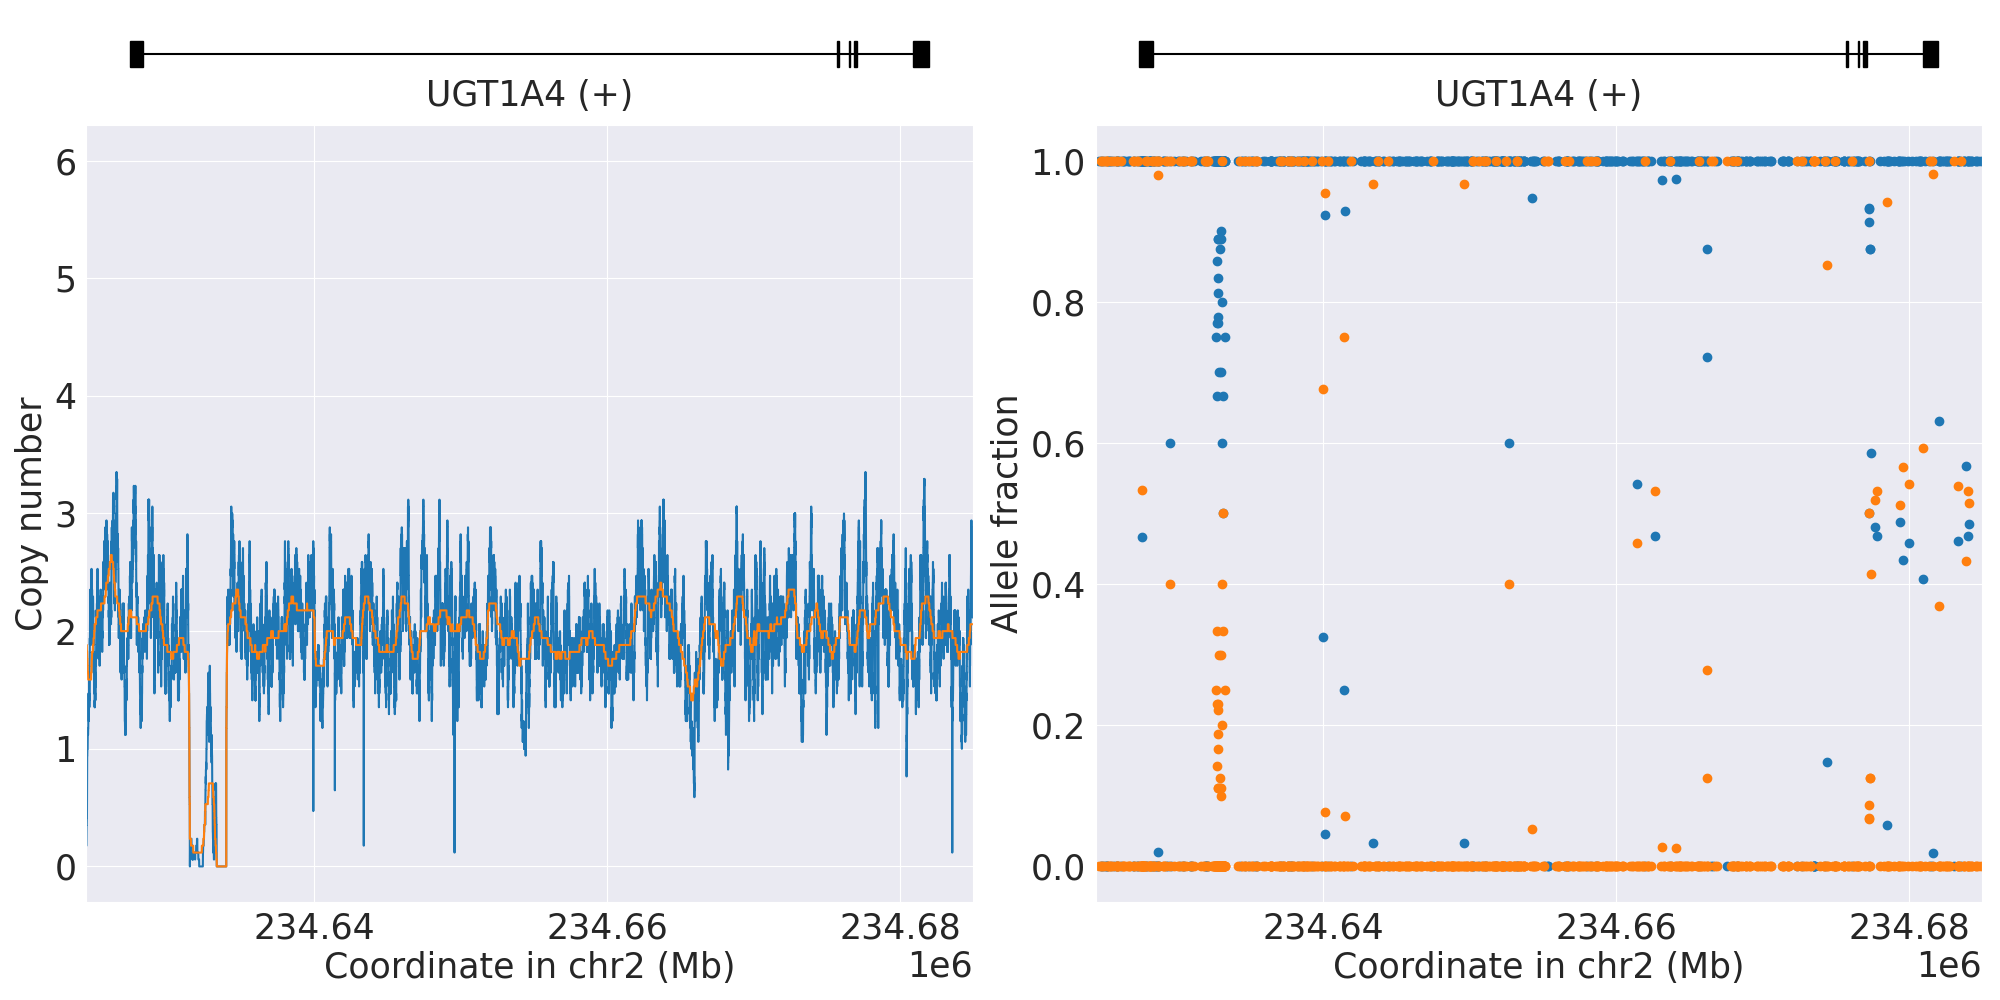 UGT1A4 (+)
6
5
4
3
2
1
0
Copy number
234.64
234.66
234.68
Coordinate in chr2 (Mb)
1e6
UGT1A4 (+)
1.0
0.8
0.6
0.4
0.2
0.0
Allele fraction
234.64
234.66
234.68
Coordinate in chr2 (Mb)
1e6